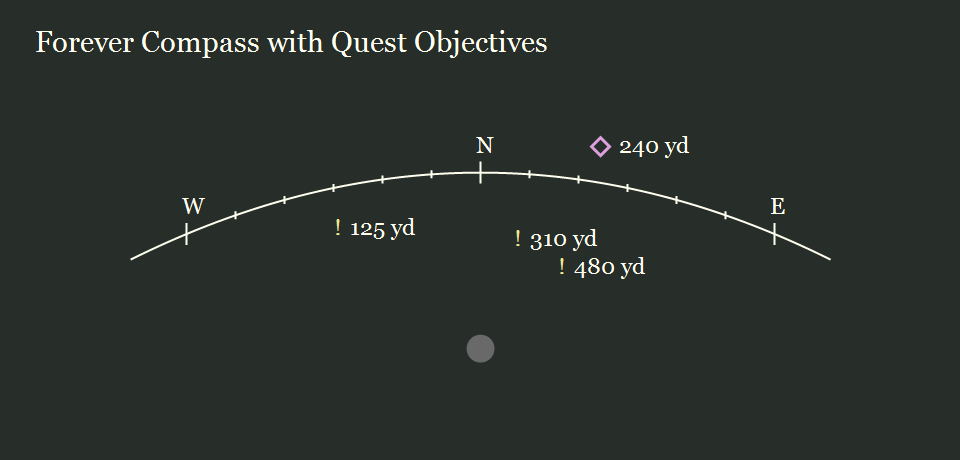 Forever Compass with Quest Objectives
N
240 yd
W
E
! 125 yd
! 310 yd
! 480 yd